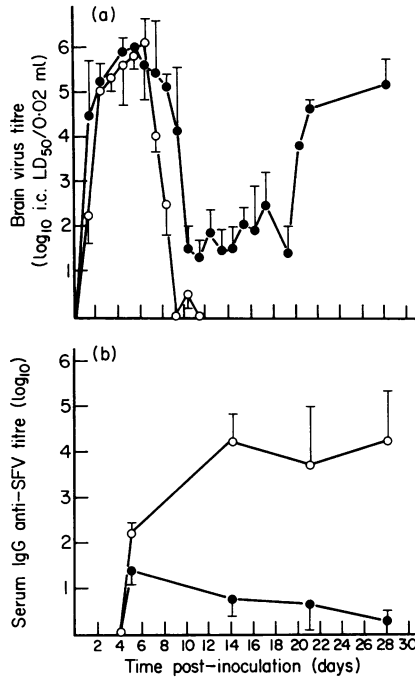 (a)
Brain virus titre
(log10 i.c. LD50/0·02 ml)
6
5
4
3
2
1
(b)
Serum IgG anti-SFV titre (log10)
6
5
4
3
2
1
2 4 6 8 10 12 14 16 18 20 22 24 26 28 30
Time post-inoculation (days)